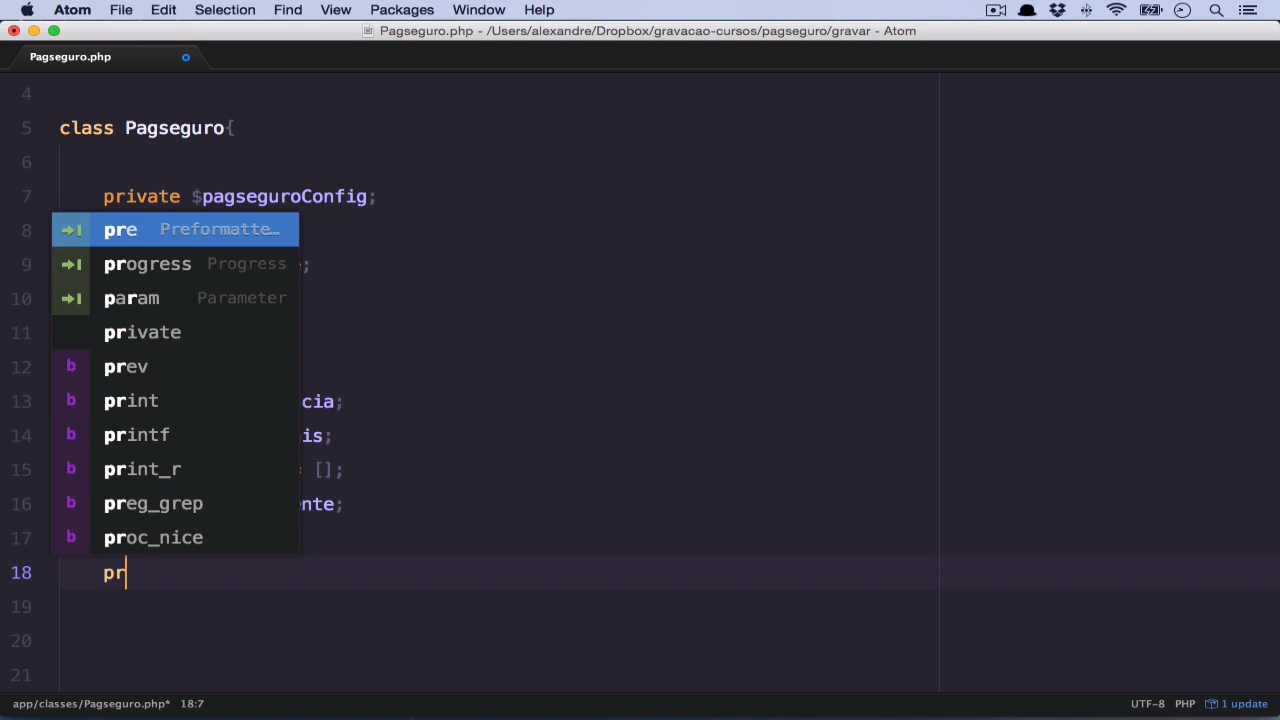 Atom File Edit Selection Find View Packages Window Help
Pagseguro.php - /Users/alexandre/Dropbox/gravacao-cursos/pagseguro/gravar - Atom
Pagseguro.php
4
5 class Pagseguro{
6
7 private $pagseguroConfig;
8 pre Preformatte…
9 progress Progress ;
10 param Parameter
11 private
12 prev
13 print cia;
14 printf is;
15 print_r = [];
16 preg_grep nte;
17 proc_nice
18 pr
19
20
21
app/classes/Pagseguro.php* 18:7 UTF-8 PHP 1 update